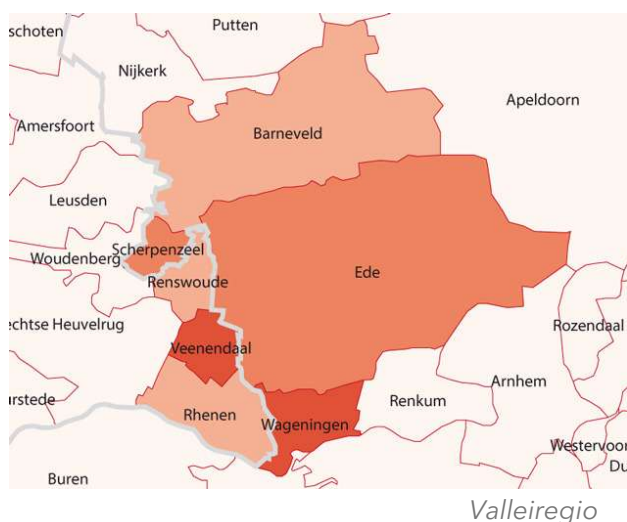 schoten
Putten
Nijkerk
Apeldoorn
Amersfoort
Barneveld
Leusden
Scherpenzeel
Woudenberg
Renswoude
Ede
echtse Heuvelrug
Rozendaal
Veenendaal
Arnhem
urstede
Rhenen
Wageningen
Renkum
Westervoor
Du
Buren
Valleiregio